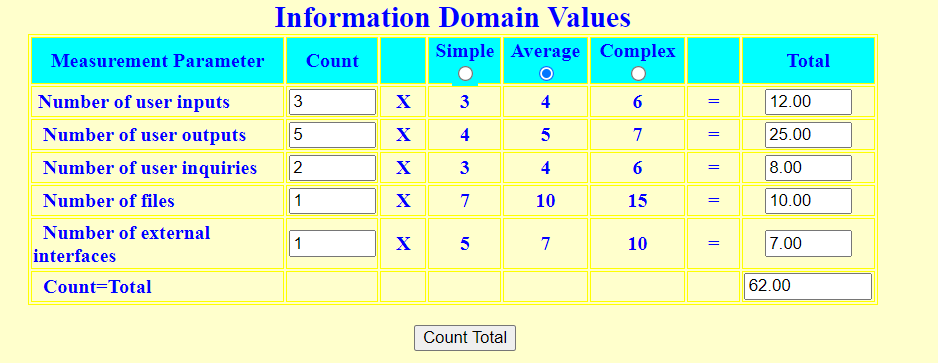 Information Domain Values
Measurement Parameter Count Simple Average Complex Total
Number of user inputs 3 X 3 4 6 = 12.00
Number of user outputs 5 X 4 5 7 = 25.00
Number of user inquiries 2 X 3 4 6 = 8.00
Number of files 1 X 7 10 15 = 10.00
Number of external
interfaces 1 X 5 7 10 = 7.00
Count=Total 62.00
Count Total